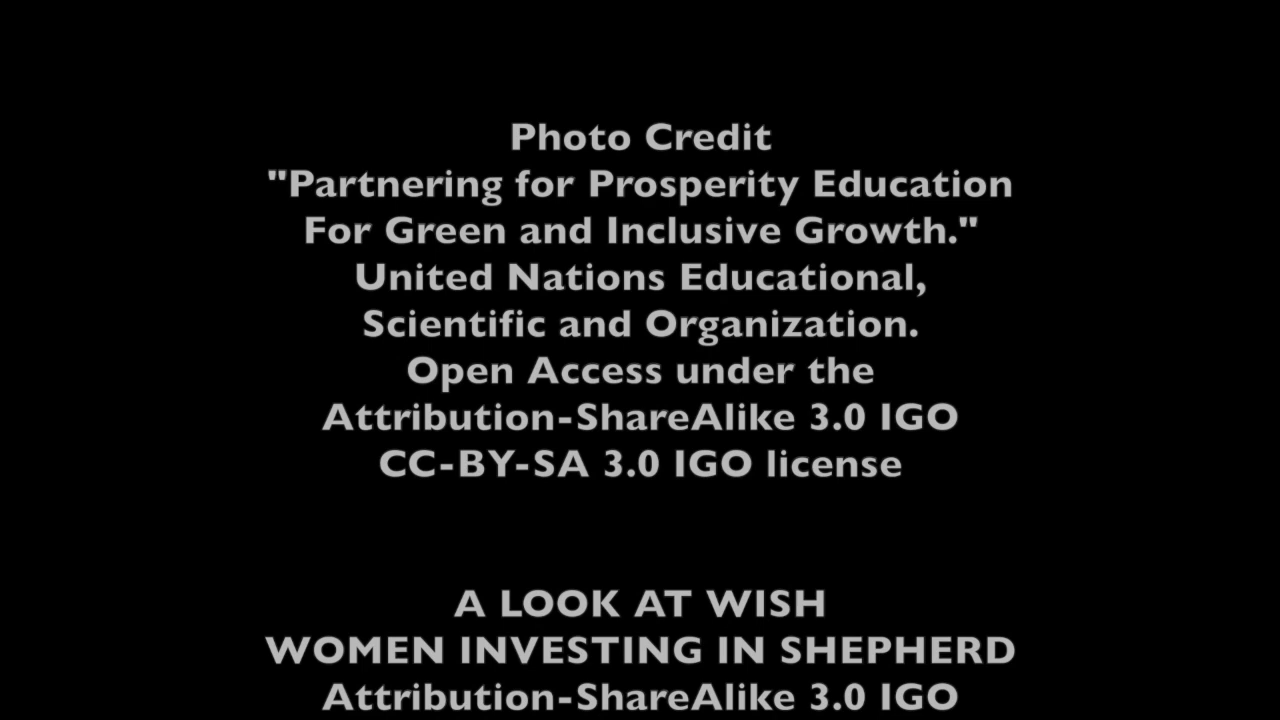 Photo Credit
"Partnering for Prosperity Education
For Green and Inclusive Growth."
United Nations Educational,
Scientific and Organization.
Open Access under the
Attribution-ShareAlike 3.0 IGO
CC-BY-SA 3.0 IGO license
A LOOK AT WISH
WOMEN INVESTING IN SHEPHERD
Attribution-ShareAlike 3.0 IGO